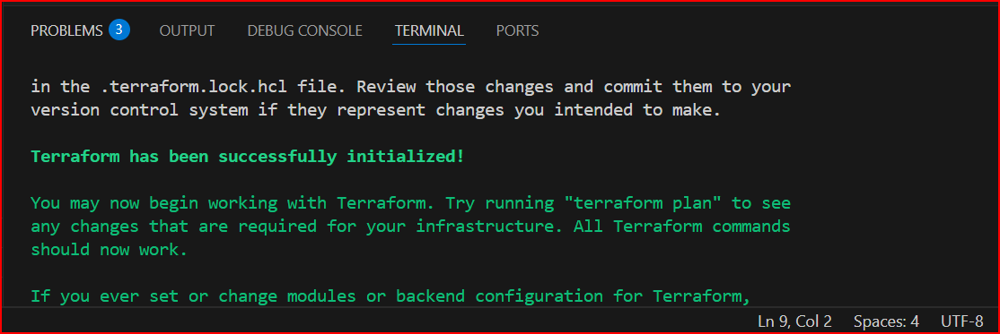 PROBLEMS 3 OUTPUT DEBUG CONSOLE TERMINAL PORTS
in the .terraform.lock.hcl file. Review those changes and commit them to your
version control system if they represent changes you intended to make.
Terraform has been successfully initialized!
You may now begin working with Terraform. Try running "terraform plan" to see
any changes that are required for your infrastructure. All Terraform commands
should now work.
If you ever set or change modules or backend configuration for Terraform,
Ln 9, Col 2 Spaces: 4 UTF-8